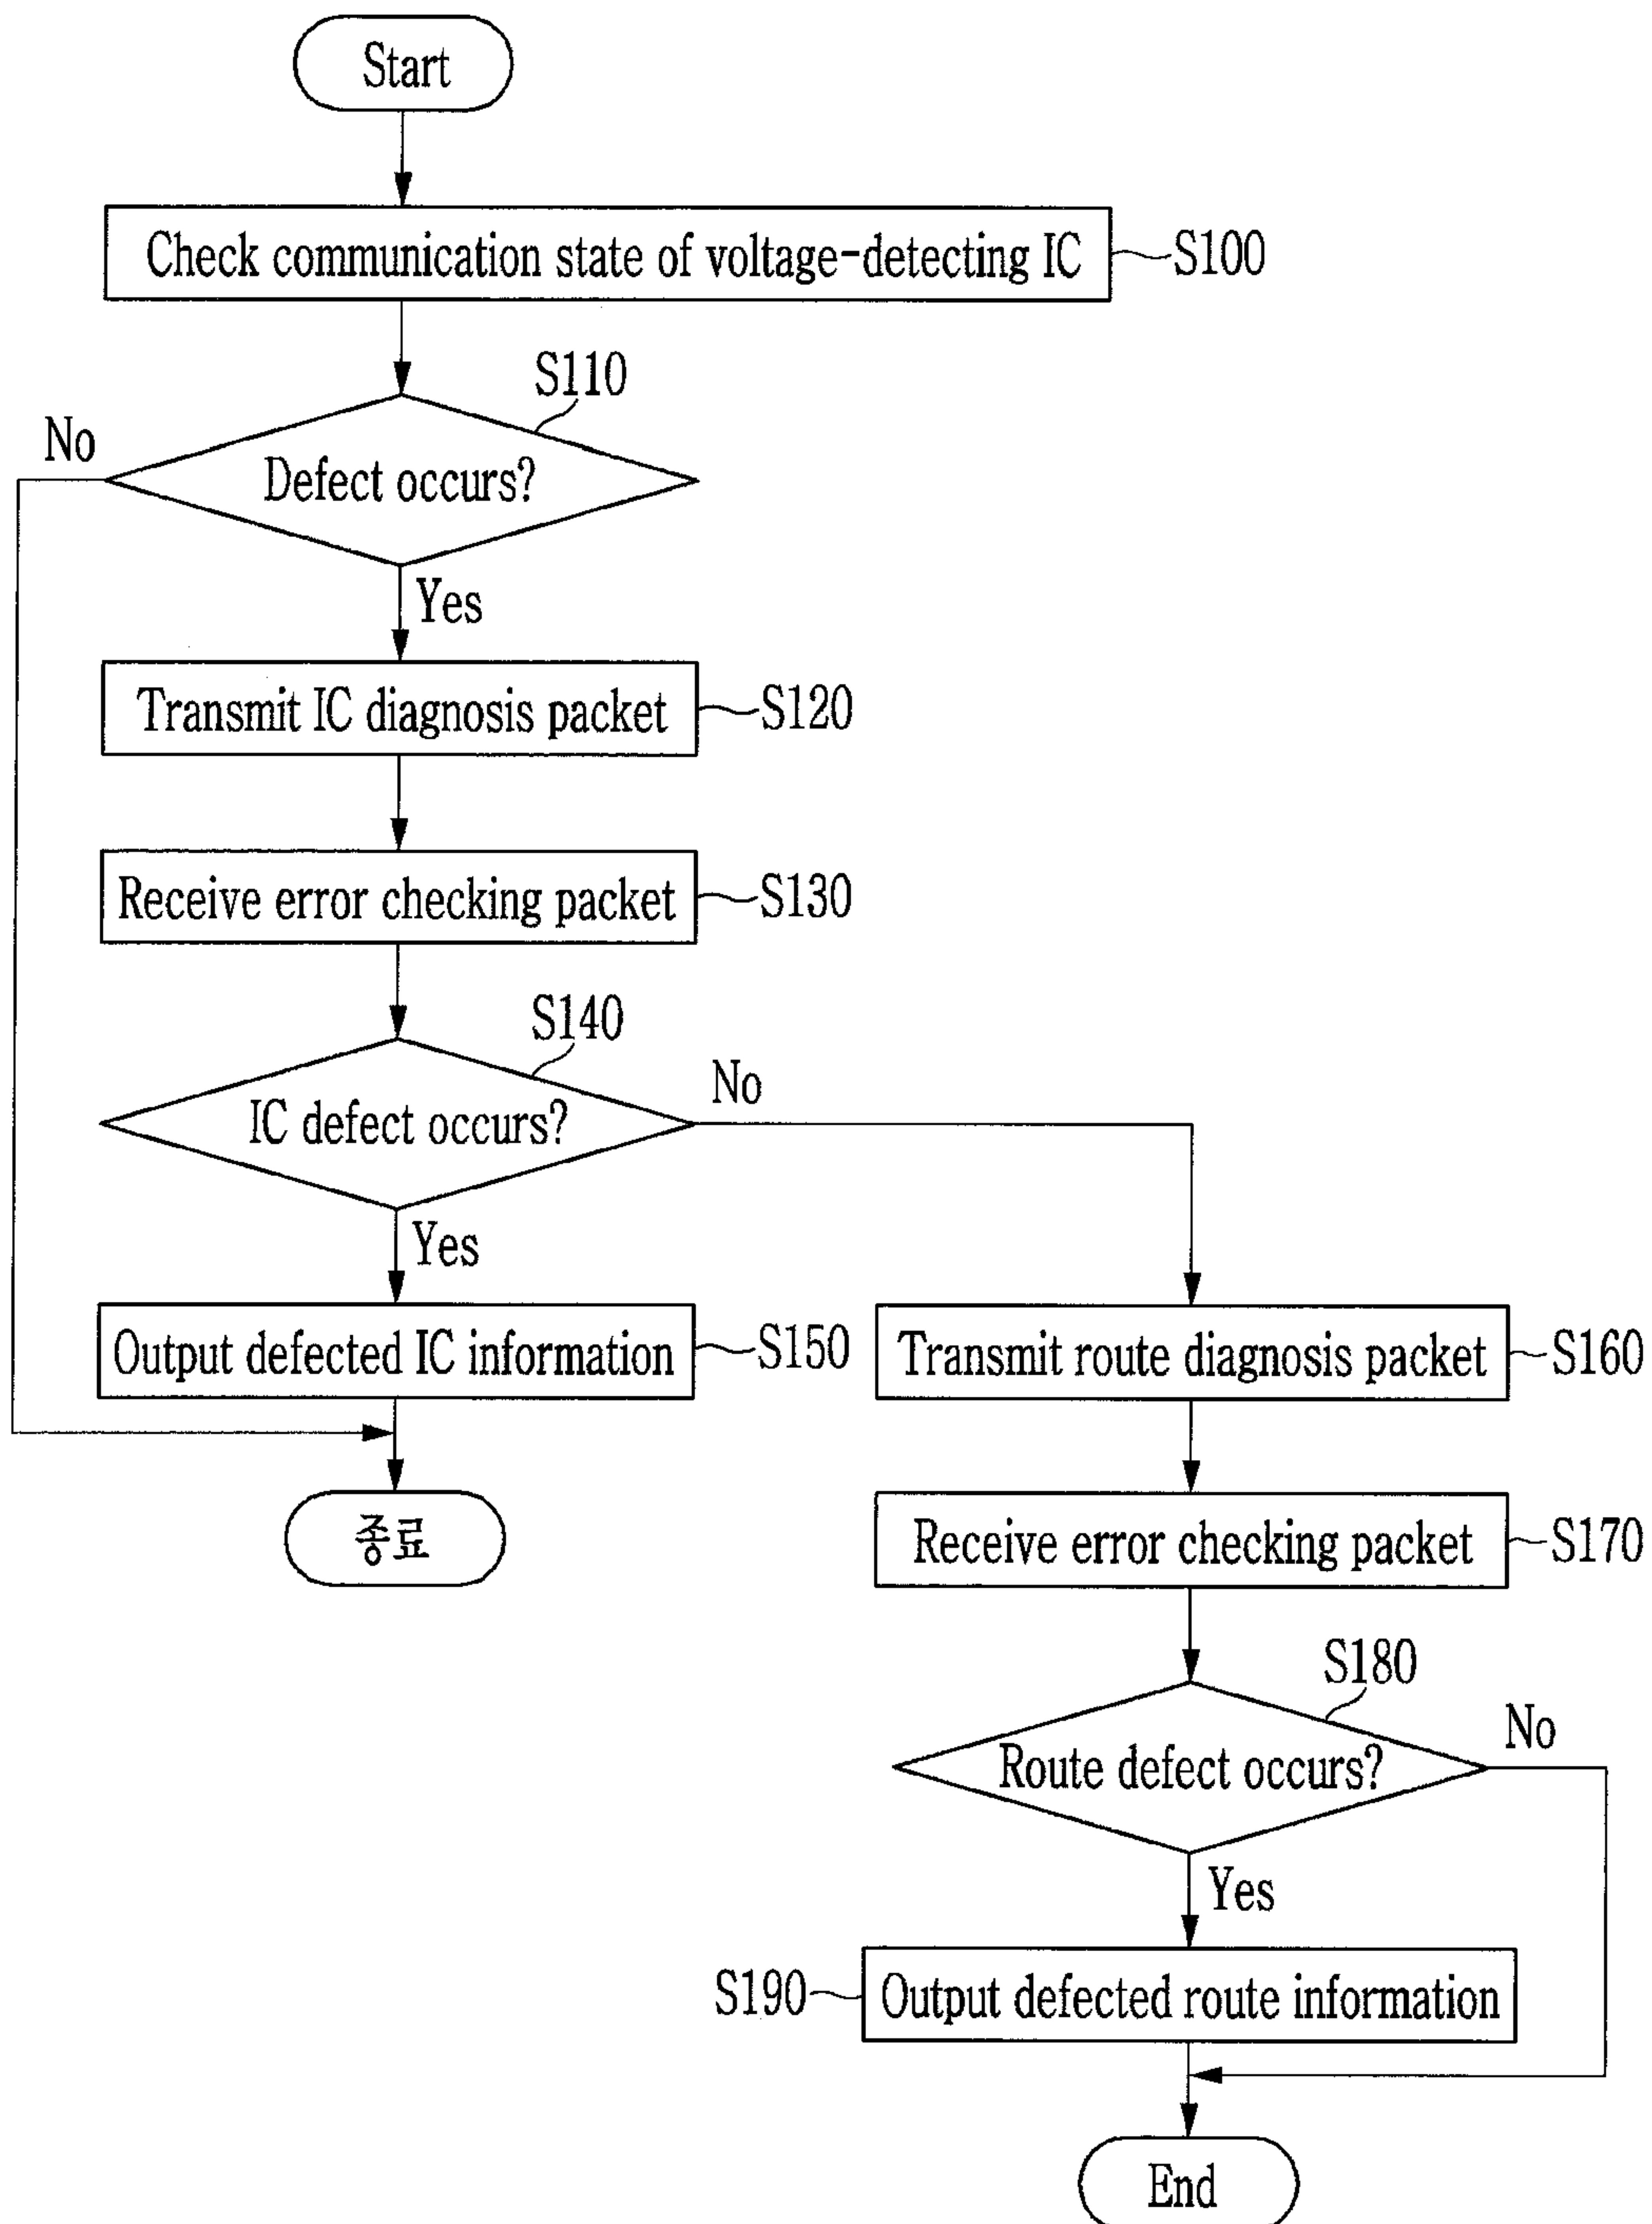 Start
Check communication state of voltage-detecting IC
S100
S110
No
Defect occurs?
Yes
Transmit IC diagnosis packet
S120
Receive error checking packet
S130
S140
No
IC defect occurs?
Yes
Output defected IC information
S150
Transmit route diagnosis packet
S160
종료
Receive error checking packet
S170
S180
No
Route defect occurs?
Yes
S190
Output defected route information
End